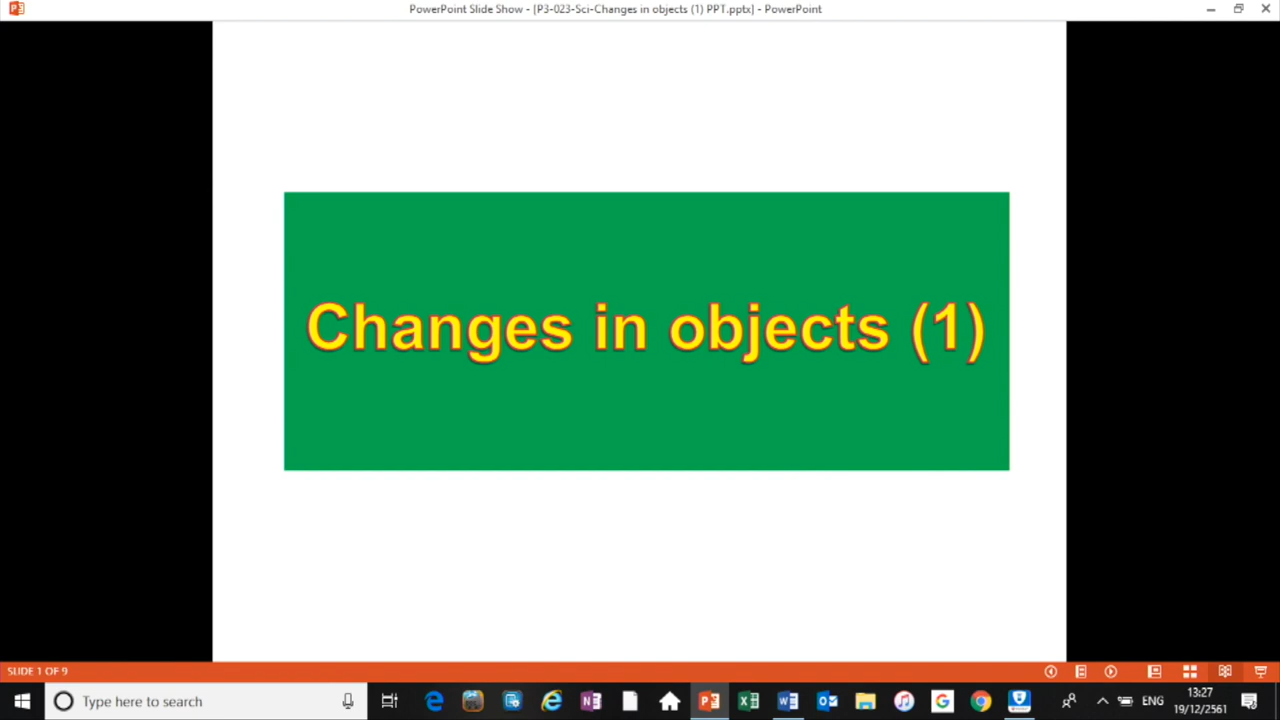 PowerPoint Slide Show - [P3-023-Sci-Changes in objects (1) PPT.pptx] - PowerPoint
Changes in objects (1)
SLIDE 1 OF 9
Type here to search
ENG
13:27
19/12/2561